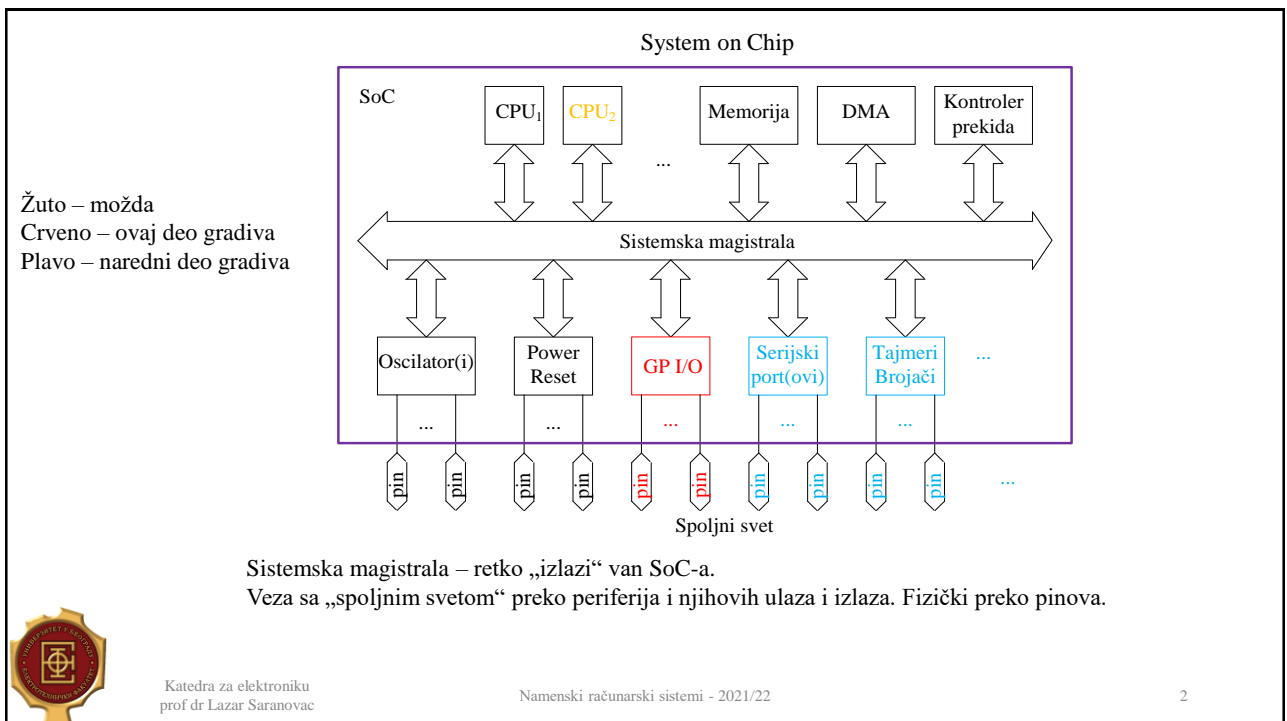 System on Chip
SoC
CPU₁
CPU₂
...
Memorija
DMA
Kontroler
prekida
Žuto – možda
Crveno – ovaj deo gradiva
Plavo – naredni deo gradiva
Sistemska magistrala
Oscilator(i)
Power
Reset
GP I/O
Serijski
port(ovi)
Tajmeri
Brojači
...
...
...
...
...
...
pin
pin
pin
pin
pin
pin
pin
pin
pin
pin
...
Spoljni svet
Sistemska magistrala – retko „izlazi“ van SoC-a.
Veza sa „spoljnim svetom“ preko periferija i njihovih ulaza i izlaza. Fizički preko pinova.
Katedra za elektroniku
prof dr Lazar Saranovac
Namenski računarski sistemi - 2021/22
2